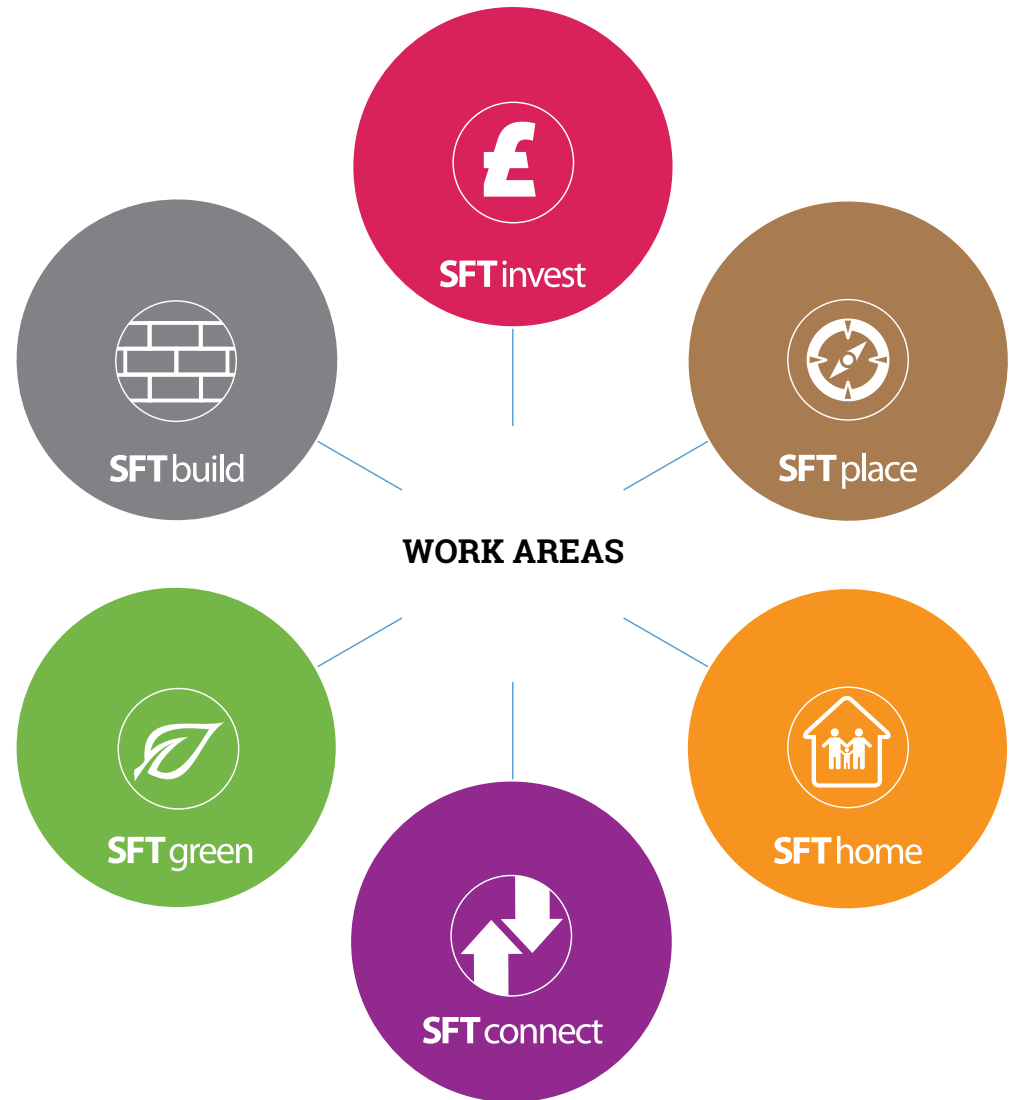 SFT invest
SFT build
SFT place
WORK AREAS
SFT green
SFT home
SFT connect